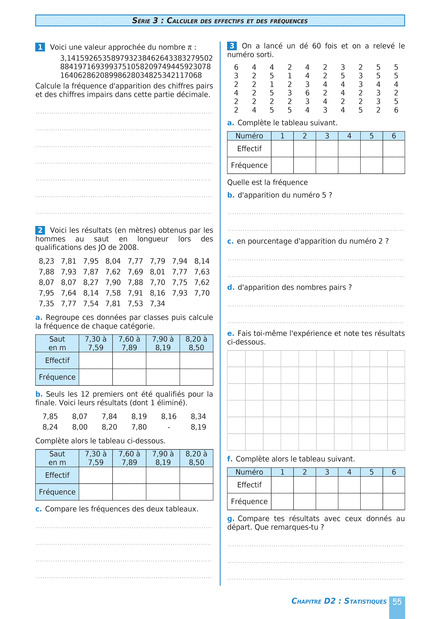 SÉRIE 3 : CALCULER DES EFFECTIFS ET DES FRÉQUENCES
1 Voici une valeur approchée du nombre π :
3,141592653589793238462643383279502
8841971693993751058209749445923078
16406286208998628034825342117068
Calcule la fréquence d'apparition des chiffres pairs
et des chiffres impairs dans cette partie décimale.
2 Voici les résultats (en mètres) obtenus par les
hommes au saut en longueur lors des
qualifications des JO de 2008.
8,23 7,81 7,95 8,04 7,77 7,79 7,94 8,14
7,88 7,93 7,87 7,62 7,69 8,01 7,77 7,63
8,07 8,07 8,27 7,90 7,88 7,70 7,75 7,62
7,95 7,64 8,14 7,58 7,91 8,16 7,93 7,70
7,35 7,77 7,54 7,81 7,53 7,34
a. Regroupe ces données par classes puis calcule
la fréquence de chaque catégorie.
Saut en m 7,30 à 7,59 7,60 à 7,89 7,90 à 8,19 8,20 à 8,50
Effectif
Fréquence
b. Seuls les 12 premiers ont été qualifiés pour la
finale. Voici leurs résultats (dont 1 éliminé).
7,85 8,07 7,84 8,19 8,16 8,34
8,24 8,00 8,20 7,80 - 8,19
Complète alors le tableau ci-dessous.
Saut en m 7,30 à 7,59 7,60 à 7,89 7,90 à 8,19 8,20 à 8,50
Effectif
Fréquence
c. Compare les fréquences des deux tableaux.
3 On a lancé un dé 60 fois et on a relevé le
numéro sorti.
6 4 4 2 4 2 3 2 5 5
3 2 5 1 4 2 5 3 5 5
2 2 1 2 3 4 4 3 4 4
4 2 5 3 6 2 4 2 3 2
2 2 2 2 3 4 2 2 3 5
2 4 5 5 4 3 4 5 2 6
a. Complète le tableau suivant.
Numéro 1 2 3 4 5 6
Effectif
Fréquence
Quelle est la fréquence
b. d'apparition du numéro 5 ?
c. en pourcentage d'apparition du numéro 2 ?
d. d'apparition des nombres pairs ?
e. Fais toi-même l'expérience et note tes résultats
ci-dessous.
f. Complète alors le tableau suivant.
Numéro 1 2 3 4 5 6
Effectif
Fréquence
g. Compare tes résultats avec ceux donnés au
départ. Que remarques-tu ?
CHAPITRE D2 : STATISTIQUES 55